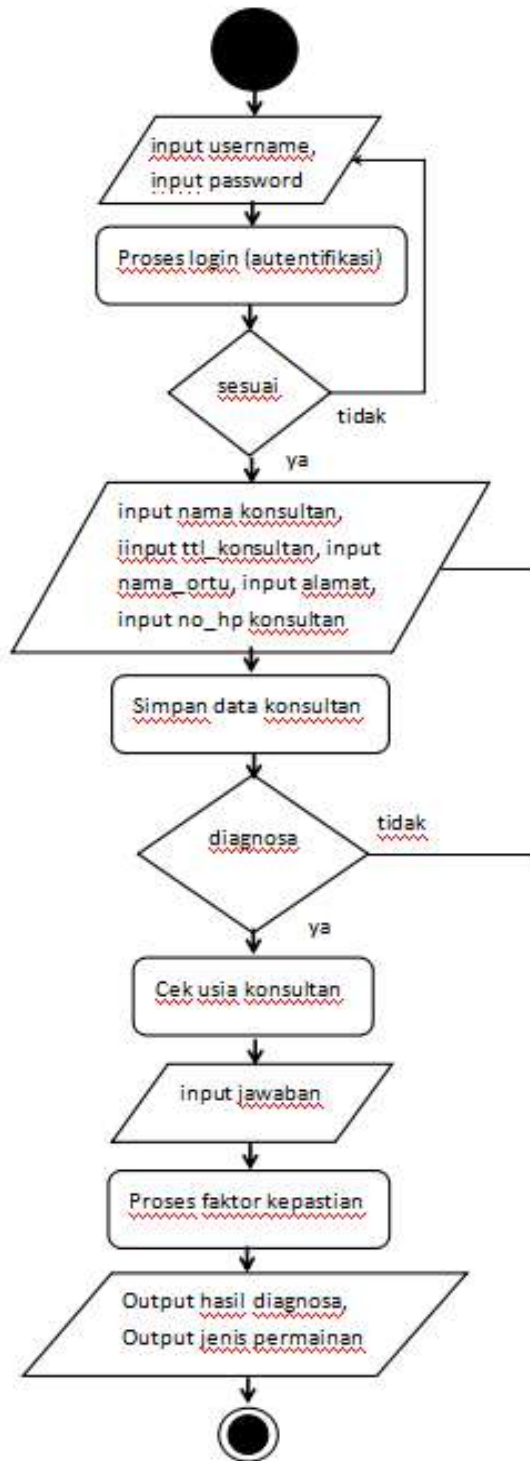 input username,
input password
Proses login (autentifikasi)
sesuai
tidak
ya
input nama konsultan,
iinput ttl_konsultan, input
nama_ortu, input alamat,
input no_hp konsultan
Simpan data konsultan
diagnosa
tidak
ya
Cek usia konsultan
input jawaban
Proses faktor kepastian
Output hasil diagnosa,
Output jenis permainan